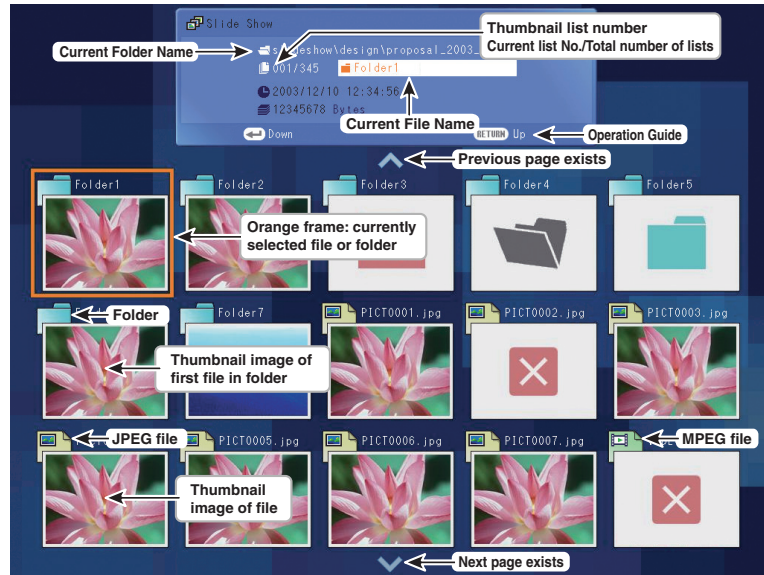 Slide Show
Thumbnail list number
Current list No./Total number of lists
Current Folder Name
show\design\proposal_2003_
001/345
Folder1
2003/12/10 12:34:56
12345678 Bytes
Current File Name
Down
RETURN Up
Operation Guide
Previous page exists
Folder1
Folder2
Folder3
Folder4
Folder5
Orange frame: currently
selected file or folder
Folder
Folder7
PICT0001.jpg
PICT0002.jpg
PICT0003.jpg
Thumbnail image of
first file in folder
JPEG file
PICT0005.jpg
PICT0006.jpg
PICT0007.jpg
MPEG file
Thumbnail
image of file
Next page exists